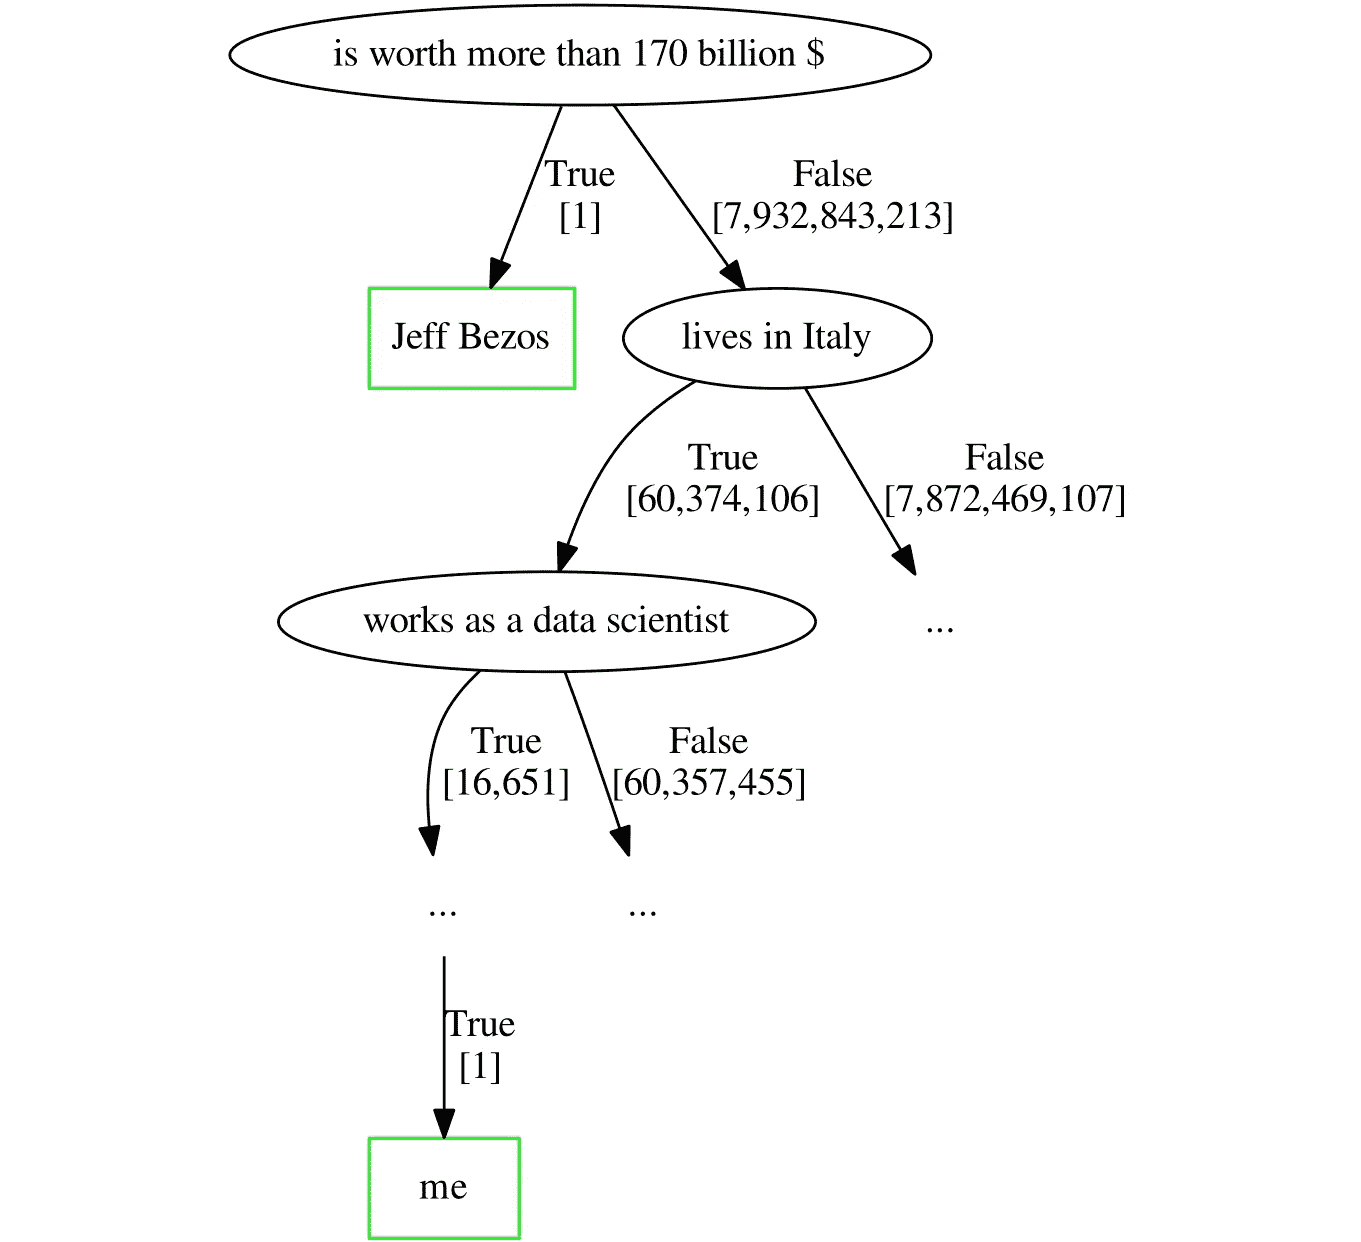 is worth more than 170 billion $
True
[1]
False
[7,932,843,213]
Jeff Bezos
lives in Italy
True
[60,374,106]
False
[7,872,469,107]
works as a data scientist
...
True
[16,651]
False
[60,357,455]
...
...
True
[1]
me